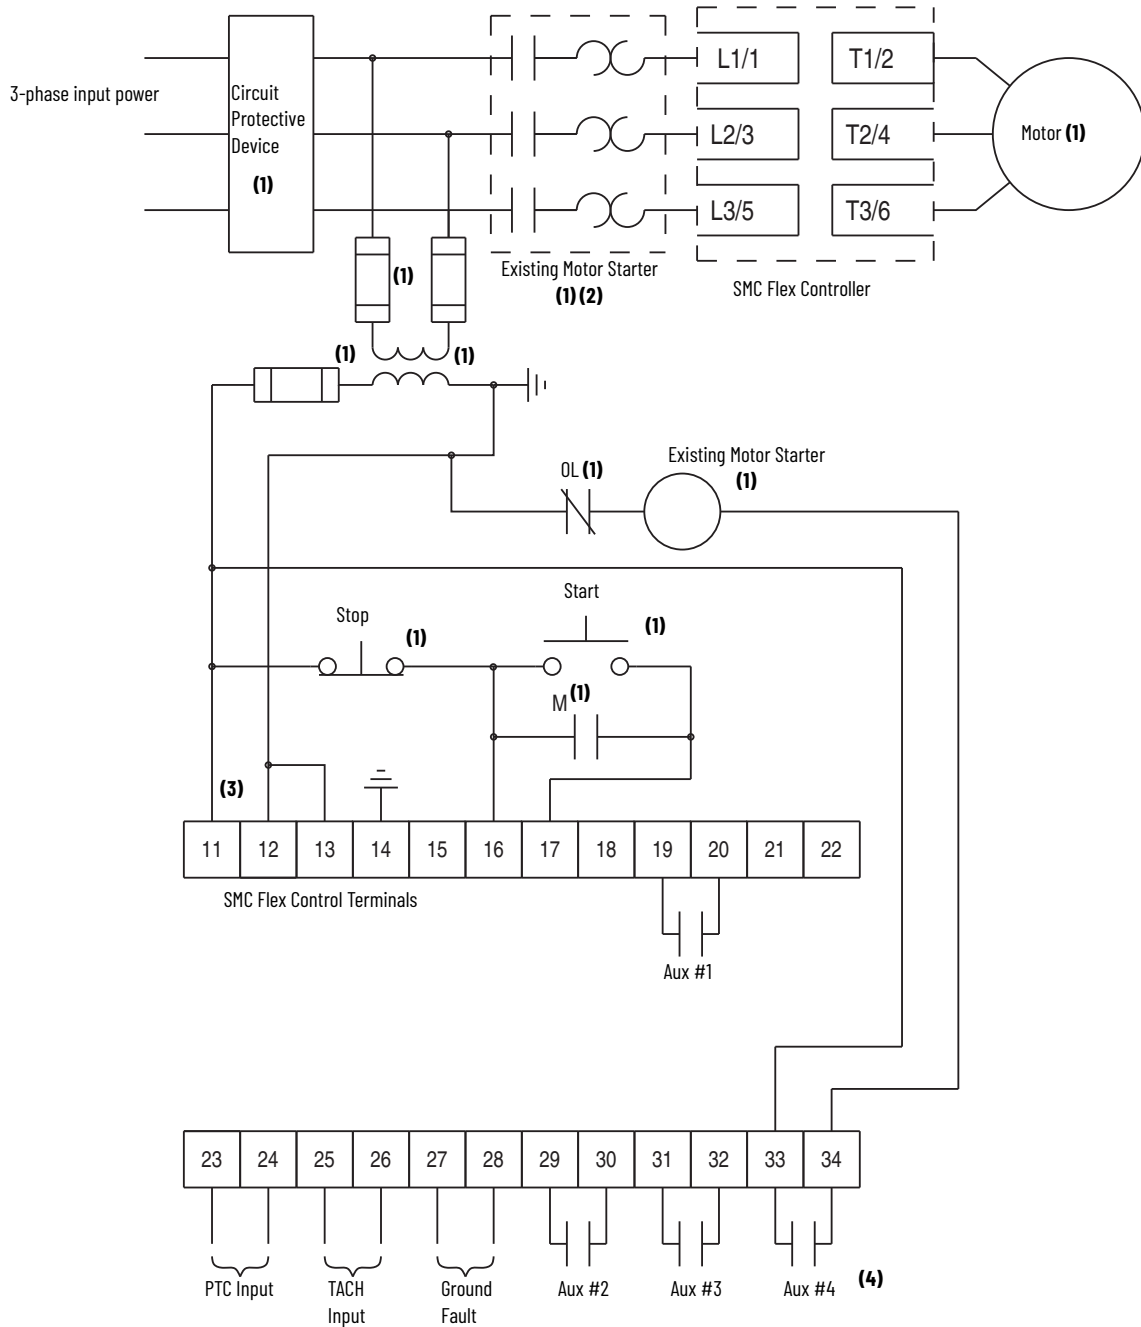 3-phase input power
Circuit
Protective
Device
(1)
L1/1
T1/2
L2/3
T2/4
L3/5
T3/6
Motor (1)
Existing Motor Starter
(1) (2)
SMC Flex Controller
(1)
(1)
(1)
OL (1)
Existing Motor Starter
(1)
Stop
(1)
Start
(1)
M (1)
(3)
11 12 13 14 15 16 17 18 19 20 21 22
SMC Flex Control Terminals
Aux #1
23 24 25 26 27 28 29 30 31 32 33 34
PTC Input
TACH
Input
Ground
Fault
Aux #2
Aux #3
Aux #4
(4)